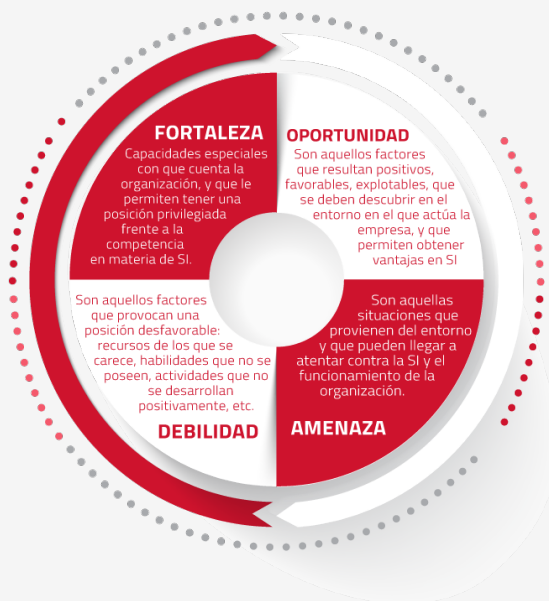 FORTALEZA
Capacidades especiales
con que cuenta la
organización, y que le
permiten tener una
posición privilegiada
frente a la
competencia
en materia de SI.
OPORTUNIDAD
Son aquellos factores
que resultan positivos,
favorables, explotables, que
se deben descubrir en el
entorno en el que actúa la
empresa, y que
permiten obtener
ventajas en SI
Son aquellos factores
que provocan una
posición desfavorable:
recursos de los que se
carece, habilidades que no se
poseen, actividades que no
se desarrollan
positivamente, etc.
DEBILIDAD
Son aquellas
situaciones que
provienen del entorno
y que pueden llegar a
atentar contra la SI y el
funcionamiento de la
organización.
AMENAZA